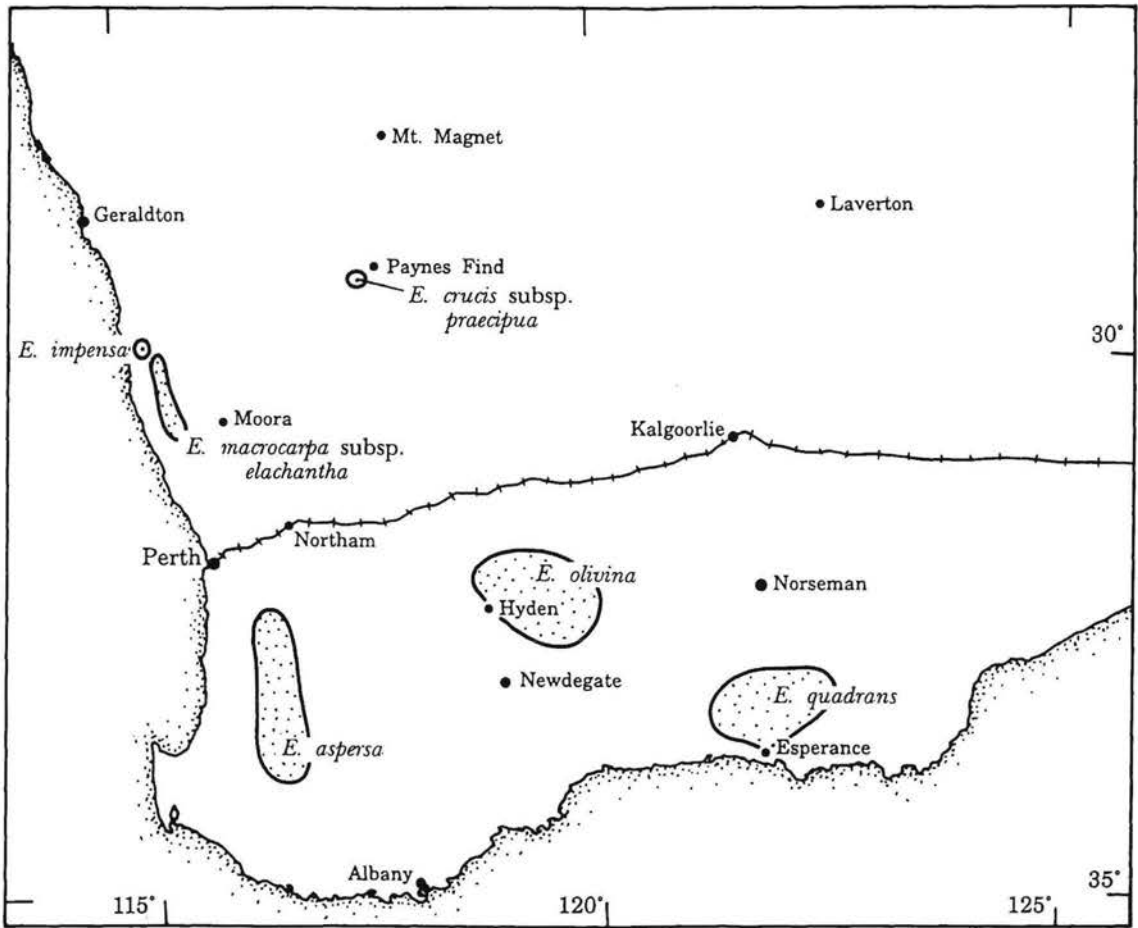 Mt. Magnet
Laverton
Geraldton
Paynes Find
E. crucis subsp.
praecipua
30°
E. impensa
Moora
Kalgoorlie
E. macrocarpa subsp.
elachantha
Northam
Perth
E. olivina
Norseman
Hyden
Newdegate
E. quadrans
E. aspersa
Esperance
Albany
35°
115°
120°
125°